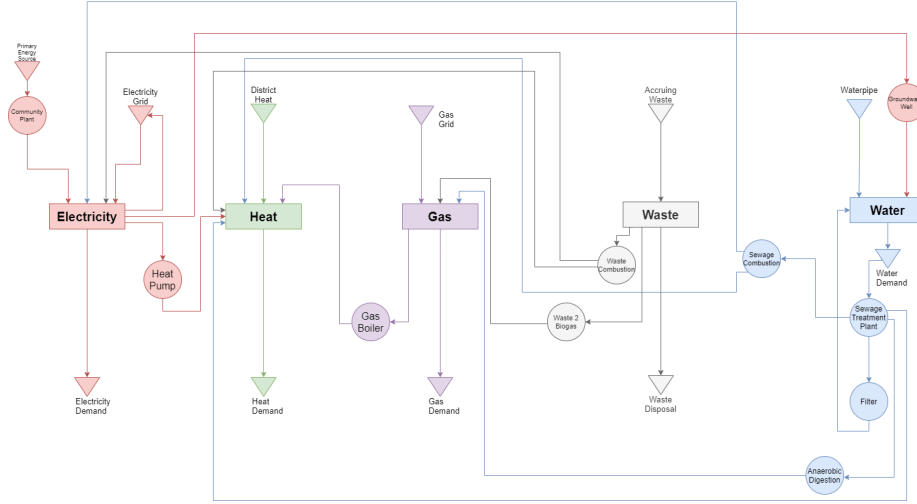 Primary
Energy
Source
Community
Plant
Electricity
Grid
District
Heat
Gas
Grid
Accruing
Waste
Waterpipe
Well
Electricity
Heat
Gas
Waste
Water
Heat
Pump
Gas
Boiler
Waste
Combustion
Waste 2
Biogas
Sewage
Combustion
Water
Demand
Sewage
Treatment
Plant
Filter
Anaerobic
Digestion
Electricity
Demand
Heat
Demand
Gas
Demand
Waste
Disposal